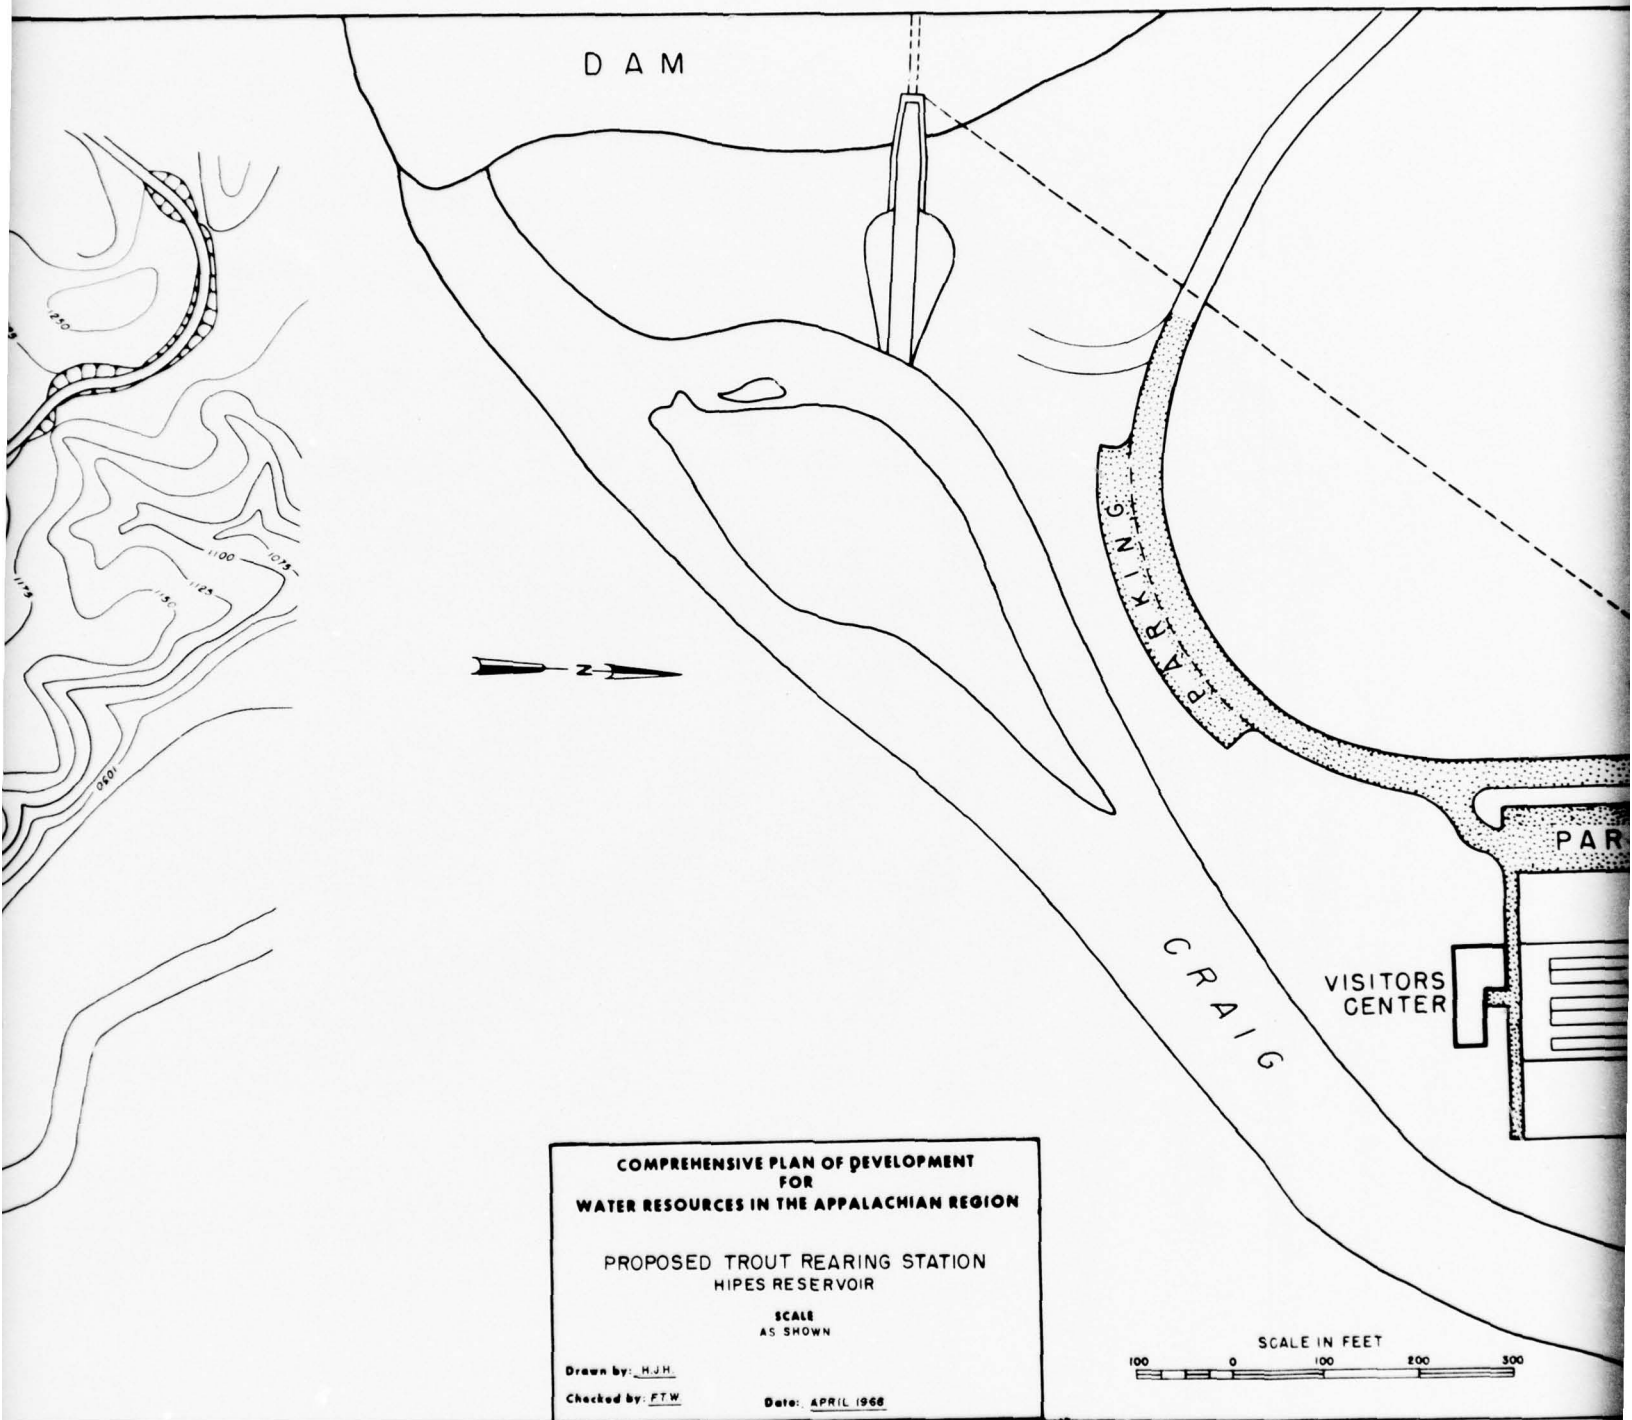 DAM
1250
PARKING
1100
1075
1125
1150
1175
N
1050
PAR
CRAIG
VISITORS
CENTER
COMPREHENSIVE PLAN OF DEVELOPMENT
FOR
WATER RESOURCES IN THE APPALACHIAN REGION
PROPOSED TROUT REARING STATION
HIPES RESERVOIR
SCALE
AS SHOWN
Drawn by: H.J.H.
Checked by: F.T.W.
Date: APRIL 1966
SCALE IN FEET
100 0 100 200 300